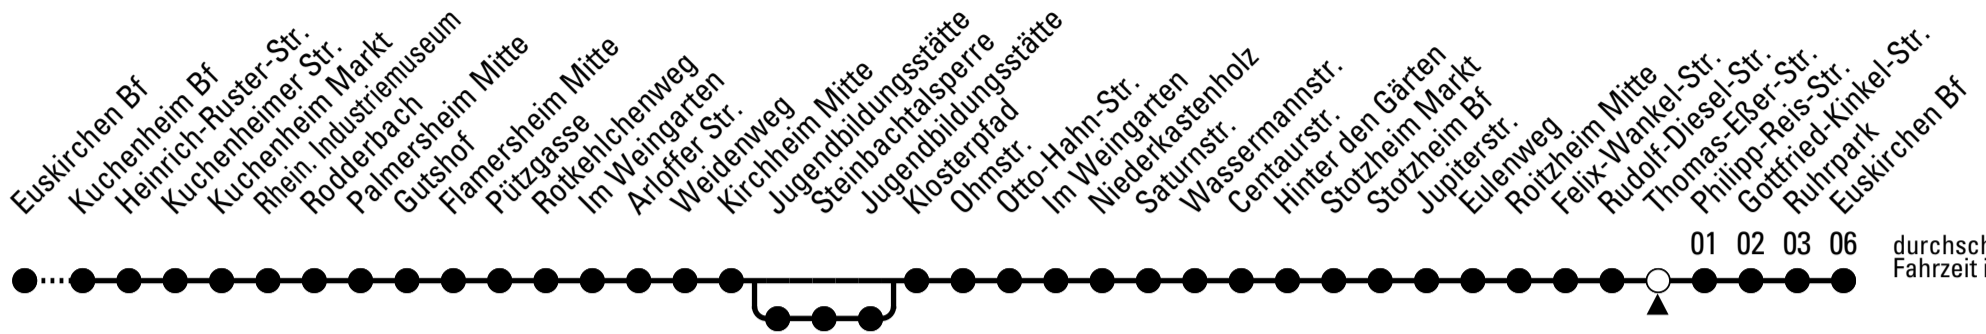 Euskirchen Bf
Kuchenheim Bf
Heinrich-Ruster-Str.
Kuchenheimer Str.
Kuchenheim Markt
Rhein. Industriemuseum
Rodderbach
Palmersheim Mitte
Gutshof
Flamersheim Mitte
Pützgasse
Rotkehlchenweg
Im Weingarten
Arloffer Str.
Weidenweg
Kirchheim Mitte
Jugendbildungsstätte
Steinbachtalsperre
Jugendbildungsstätte
Klosterpfad
Ohmstr.
Otto-Hahn-Str.
Im Weingarten
Niederkastenholz
Saturnstr.
Wassermannstr.
Centaurstr.
Hinter den Gärten
Stotzheim Markt
Stotzheim Bf
Jupiterstr.
Eulenweg
Roitzheim Mitte
Felix-Wankel-Str.
Rudolf-Diesel-Str.
Thomas-Eßer-Str.
Philipp-Reis-Str.
Gottfried-Kinkel-Str.
Ruhrpark
Euskirchen Bf
01 02 03 06
durchsch
Fahrzeit i